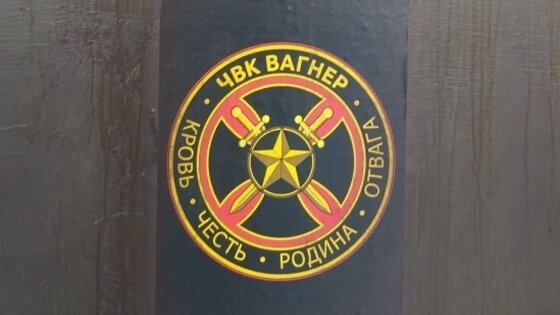 ЧВК ВАГНЕР
КРОВЬ · ЧЕСТЬ · РОДИНА · ОТВАГА